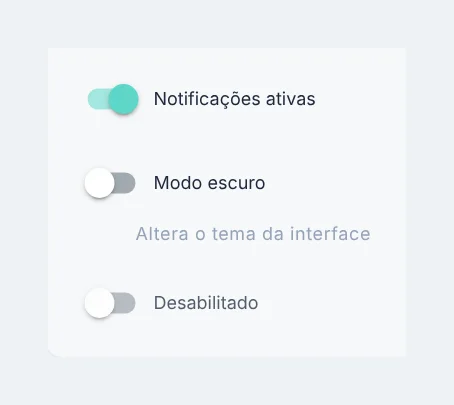 Notificações ativas
Modo escuro
Altera o tema da interface
Desabilitado